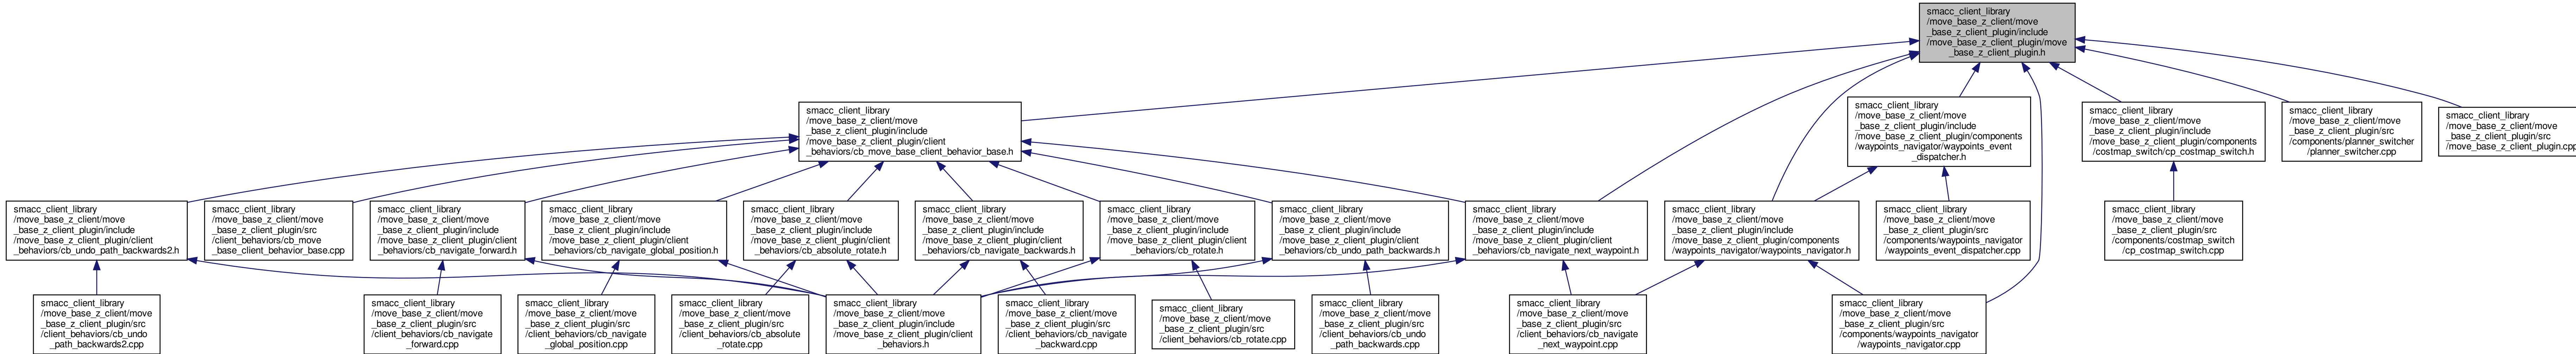 smacc_client_library
/move_base_z_client/move
_base_z_client_plugin/include
/move_base_z_client_plugin/move
_base_z_client_plugin.h
smacc_client_library
/move_base_z_client/move
_base_z_client_plugin/include
/move_base_z_client_plugin/client
_behaviors/cb_move_base_client_behavior_base.h
smacc_client_library
/move_base_z_client/move
_base_z_client_plugin/include
/move_base_z_client_plugin/components
/waypoints_navigator/waypoints_event
_dispatcher.h
smacc_client_library
/move_base_z_client/move
_base_z_client_plugin/include
/move_base_z_client_plugin/components
/costmap_switch/cp_costmap_switch.h
smacc_client_library
/move_base_z_client/move
_base_z_client_plugin/src
/components/planner_switcher
/planner_switcher.cpp
smacc_client_library
/move_base_z_client/move
_base_z_client_plugin/src
/move_base_z_client_plugin.cpp
smacc_client_library
/move_base_z_client/move
_base_z_client_plugin/include
/move_base_z_client_plugin/client
_behaviors/cb_undo_path_backwards2.h
smacc_client_library
/move_base_z_client/move
_base_z_client_plugin/src
/client_behaviors/cb_move
_base_client_behavior_base.cpp
smacc_client_library
/move_base_z_client/move
_base_z_client_plugin/include
/move_base_z_client_plugin/client
_behaviors/cb_navigate_forward.h
smacc_client_library
/move_base_z_client/move
_base_z_client_plugin/include
/move_base_z_client_plugin/client
_behaviors/cb_navigate_global_position.h
smacc_client_library
/move_base_z_client/move
_base_z_client_plugin/include
/move_base_z_client_plugin/client
_behaviors/cb_absolute_rotate.h
smacc_client_library
/move_base_z_client/move
_base_z_client_plugin/include
/move_base_z_client_plugin/client
_behaviors/cb_navigate_backwards.h
smacc_client_library
/move_base_z_client/move
_base_z_client_plugin/include
/move_base_z_client_plugin/client
_behaviors/cb_rotate.h
smacc_client_library
/move_base_z_client/move
_base_z_client_plugin/include
/move_base_z_client_plugin/client
_behaviors/cb_undo_path_backwards.h
smacc_client_library
/move_base_z_client/move
_base_z_client_plugin/include
/move_base_z_client_plugin/client
_behaviors/cb_navigate_next_waypoint.h
smacc_client_library
/move_base_z_client/move
_base_z_client_plugin/include
/move_base_z_client_plugin/components
/waypoints_navigator/waypoints_navigator.h
smacc_client_library
/move_base_z_client/move
_base_z_client_plugin/src
/components/waypoints_navigator
/waypoints_event_dispatcher.cpp
smacc_client_library
/move_base_z_client/move
_base_z_client_plugin/src
/components/costmap_switch
/cp_costmap_switch.cpp
smacc_client_library
/move_base_z_client/move
_base_z_client_plugin/src
/client_behaviors/cb_undo
_path_backwards2.cpp
smacc_client_library
/move_base_z_client/move
_base_z_client_plugin/src
/client_behaviors/cb_navigate
_forward.cpp
smacc_client_library
/move_base_z_client/move
_base_z_client_plugin/src
/client_behaviors/cb_navigate
_global_position.cpp
smacc_client_library
/move_base_z_client/move
_base_z_client_plugin/src
/client_behaviors/cb_absolute
_rotate.cpp
smacc_client_library
/move_base_z_client/move
_base_z_client_plugin/include
/move_base_z_client_plugin/client
_behaviors.h
smacc_client_library
/move_base_z_client/move
_base_z_client_plugin/src
/client_behaviors/cb_navigate
_backward.cpp
smacc_client_library
/move_base_z_client/move
_base_z_client_plugin/src
/client_behaviors/cb_rotate.cpp
smacc_client_library
/move_base_z_client/move
_base_z_client_plugin/src
/client_behaviors/cb_undo
_path_backwards.cpp
smacc_client_library
/move_base_z_client/move
_base_z_client_plugin/src
/client_behaviors/cb_navigate
_next_waypoint.cpp
smacc_client_library
/move_base_z_client/move
_base_z_client_plugin/src
/components/waypoints_navigator
/waypoints_navigator.cpp